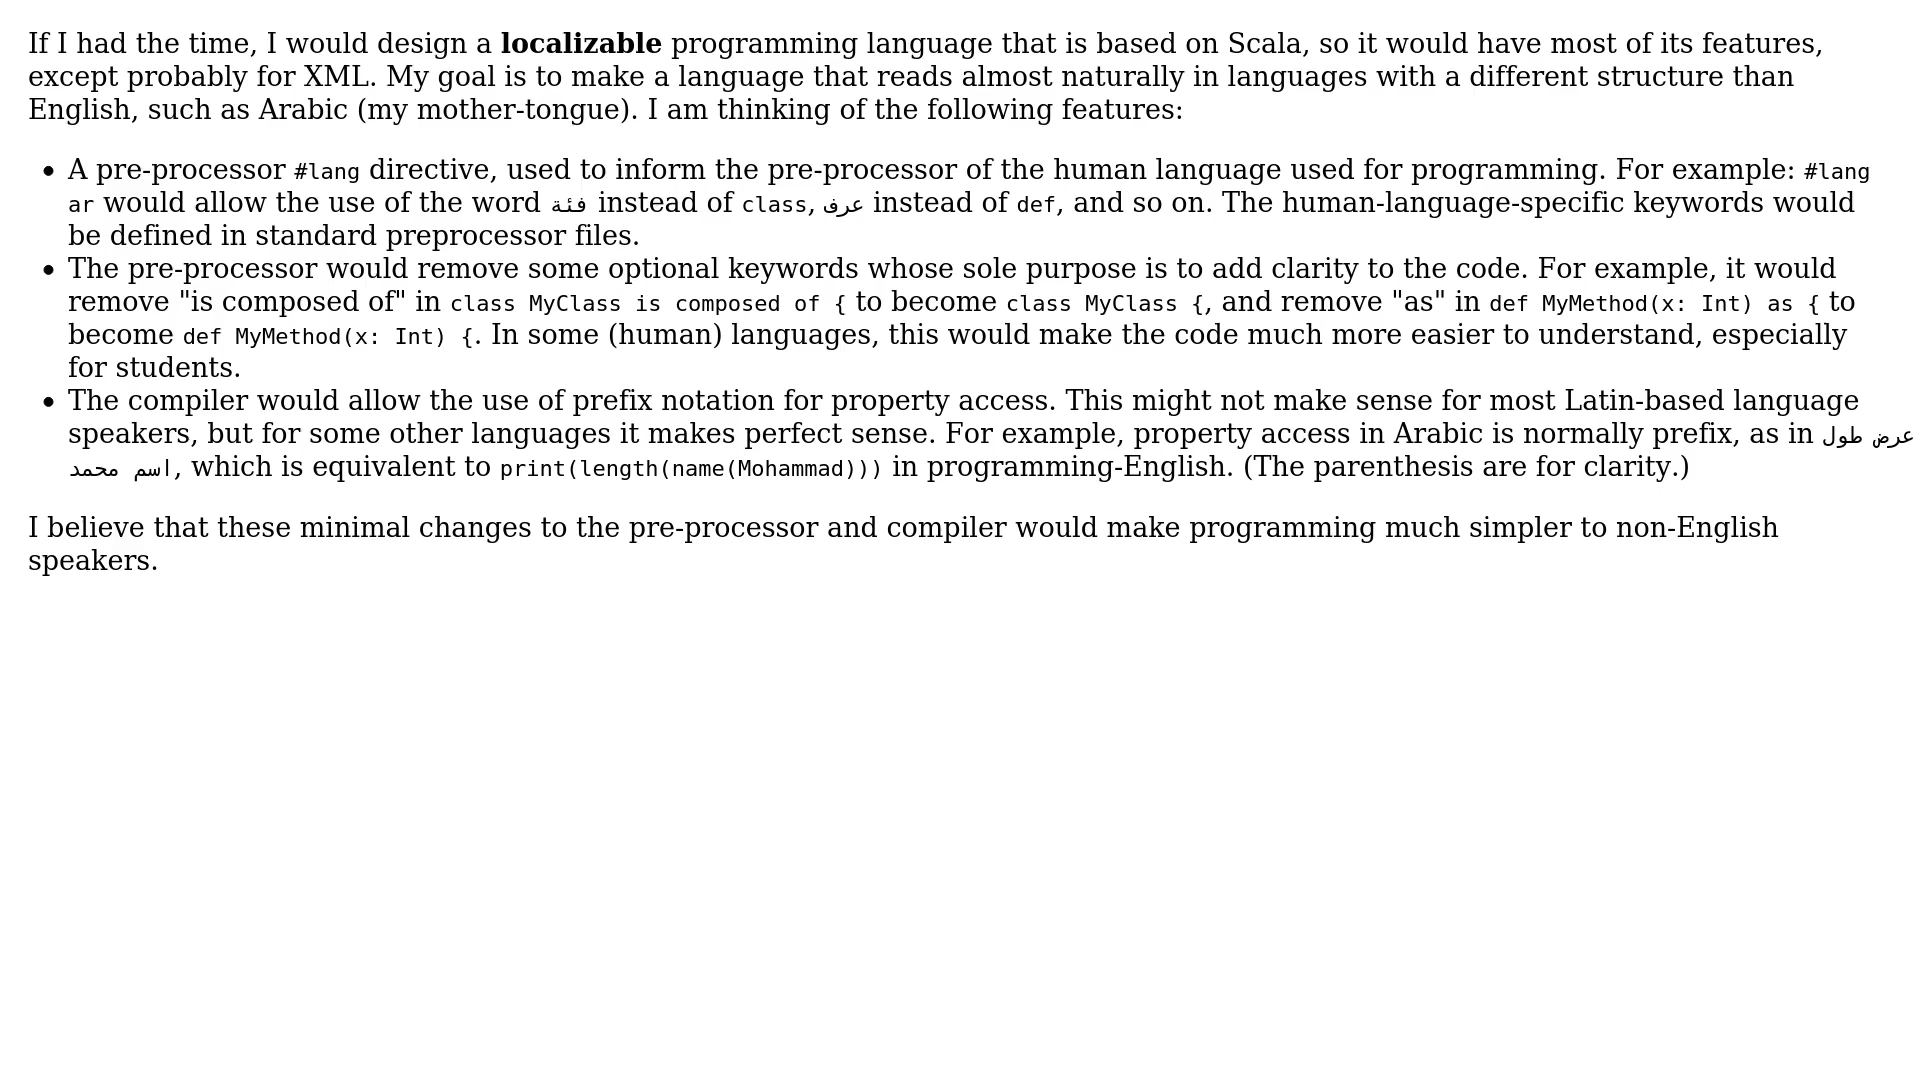 If I had the time, I would design a localizable programming language that is based on Scala, so it would have most of its features,
except probably for XML. My goal is to make a language that reads almost naturally in languages with a different structure than
English, such as Arabic (my mother-tongue). I am thinking of the following features:
• A pre-processor #lang directive, used to inform the pre-processor of the human language used for programming. For example: #lang
ar would allow the use of the word فئة instead of class, عرف instead of def, and so on. The human-language-specific keywords would
be defined in standard preprocessor files.
• The pre-processor would remove some optional keywords whose sole purpose is to add clarity to the code. For example, it would
remove "is composed of" in class MyClass is composed of { to become class MyClass {, and remove "as" in def MyMethod(x: Int) as { to
become def MyMethod(x: Int) {. In some (human) languages, this would make the code much more easier to understand, especially
for students.
• The compiler would allow the use of prefix notation for property access. This might not make sense for most Latin-based language
speakers, but for some other languages it makes perfect sense. For example, property access in Arabic is normally prefix, as in عرض طول
اسم محمد, which is equivalent to print(length(name(Mohammad))) in programming-English. (The parenthesis are for clarity.)
I believe that these minimal changes to the pre-processor and compiler would make programming much simpler to non-English
speakers.